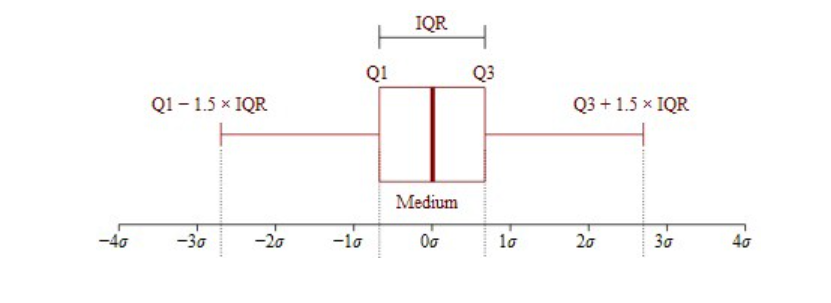 IQR
Q1 Q3
Q1 − 1.5 × IQR Q3 + 1.5 × IQR
Medium
−4σ −3σ −2σ −1σ 0σ 1σ 2σ 3σ 4σ